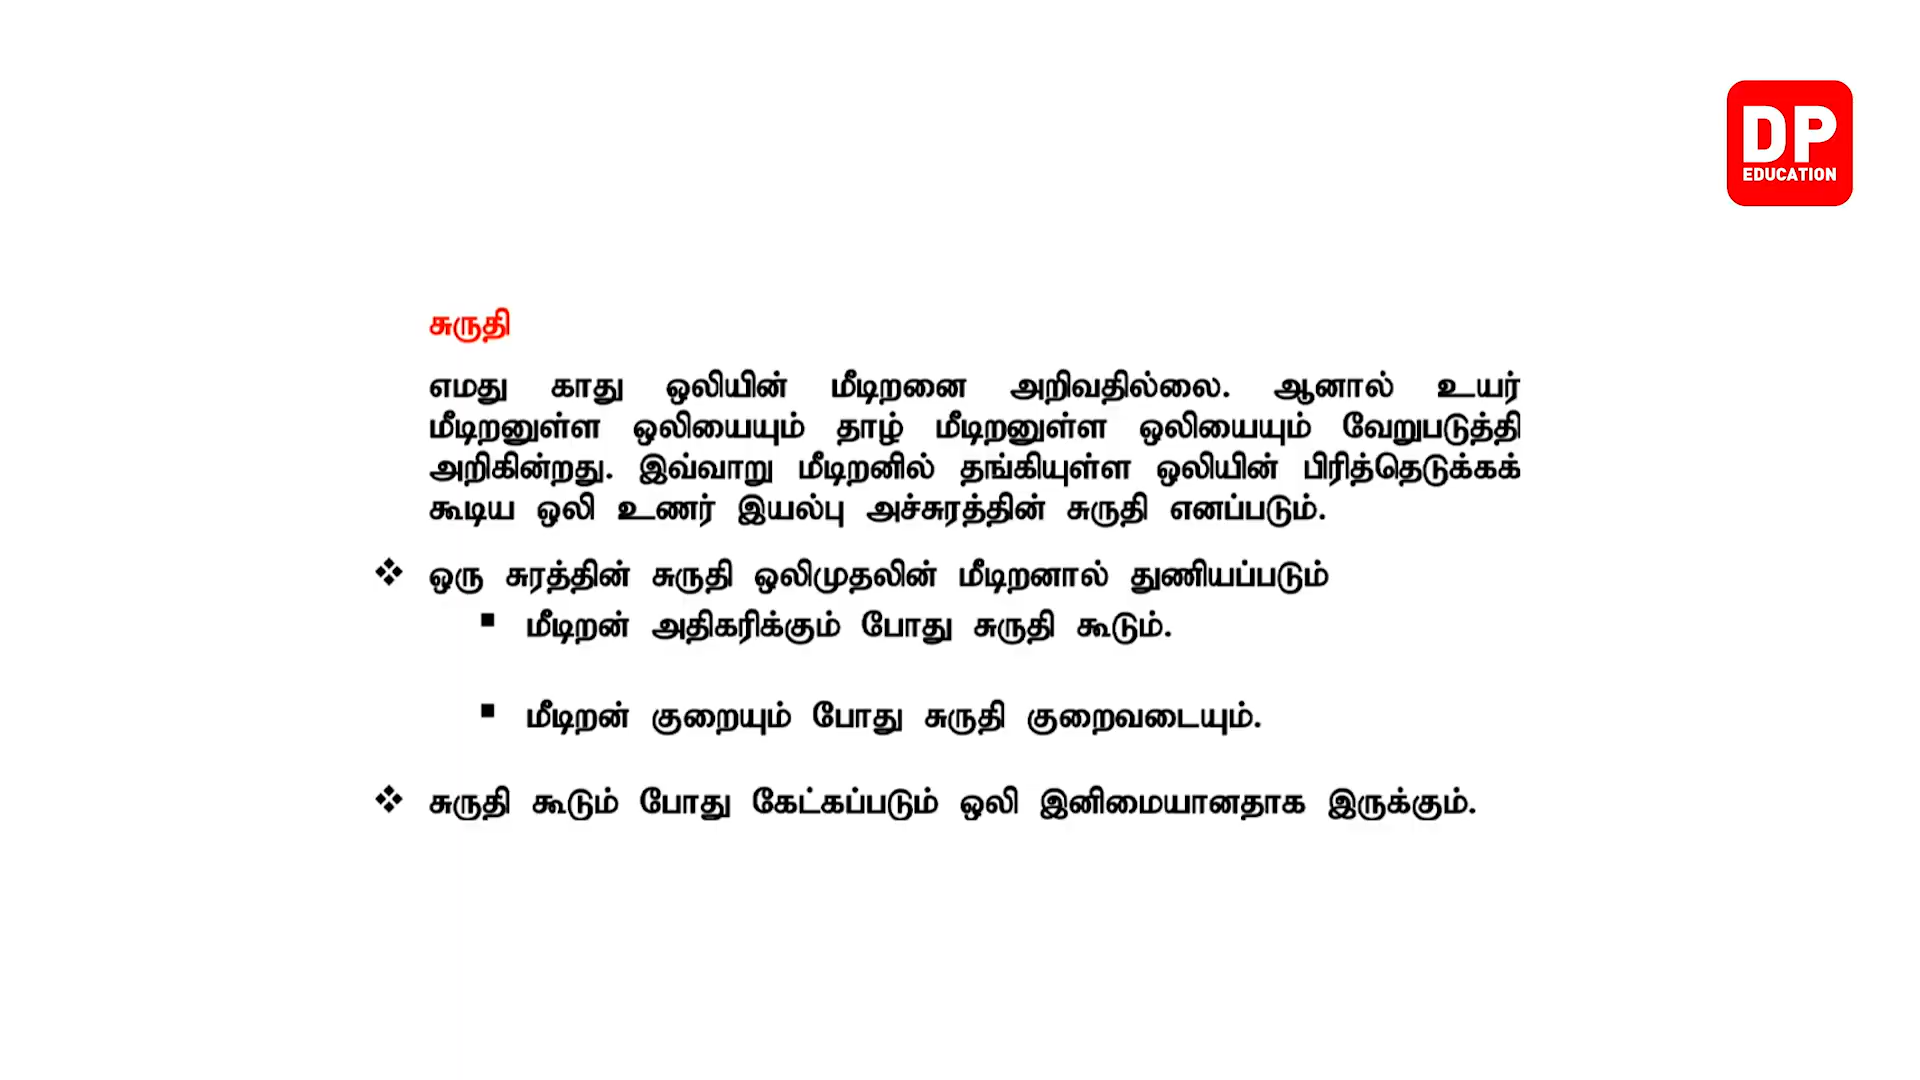 DP
EDUCATION
சுருதி
எமது காது ஒலியின் மீடிறனை அறிவதில்லை. ஆனால் உயர்
மீடிறனுள்ள ஒலியையும் தாழ் மீடிறனுள்ள ஒலியையும் வேறுபடுத்தி
அறிகின்றது. இவ்வாறு மீடிறனில் தங்கியுள்ள ஒலியின் பிரித்தெடுக்கக்
கூடிய ஒலி உணர் இயல்பு அச்சுரத்தின் சுருதி எனப்படும்.
❖ ஒரு சுரத்தின் சுருதி ஒலிமுதலின் மீடிறனால் துணியப்படும்
▪ மீடிறன் அதிகரிக்கும் போது சுருதி கூடும்.
▪ மீடிறன் குறையும் போது சுருதி குறைவடையும்.
❖ சுருதி கூடும் போது கேட்கப்படும் ஒலி இனிமையானதாக இருக்கும்.